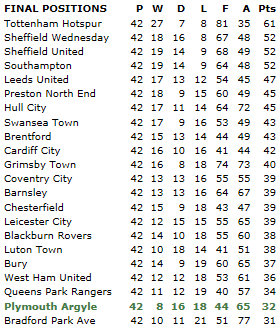 FINAL POSITIONS P W D L F A Pts
Tottenham Hotspur 42 27 7 8 81 35 61
Sheffield Wednesday 42 18 16 8 67 48 52
Sheffield United 42 19 14 9 68 49 52
Southampton 42 19 14 9 64 48 52
Leeds United 42 17 13 12 54 45 47
Preston North End 42 18 9 15 60 49 45
Hull City 42 17 11 14 64 72 45
Swansea Town 42 17 9 16 53 49 43
Brentford 42 15 13 14 44 49 43
Cardiff City 42 16 10 16 41 44 42
Grimsby Town 42 16 8 18 74 73 40
Coventry City 42 13 13 16 55 55 39
Barnsley 42 13 13 16 64 67 39
Chesterfield 42 15 9 18 43 47 39
Leicester City 42 12 15 15 55 65 39
Blackburn Rovers 42 14 10 18 55 60 38
Luton Town 42 10 18 14 41 51 38
Bury 42 14 9 19 60 65 37
West Ham United 42 12 12 18 53 61 36
Queens Park Rangers 42 11 12 19 40 57 34
Plymouth Argyle 42 8 16 18 44 65 32
Bradford Park Ave 42 10 11 21 51 77 31